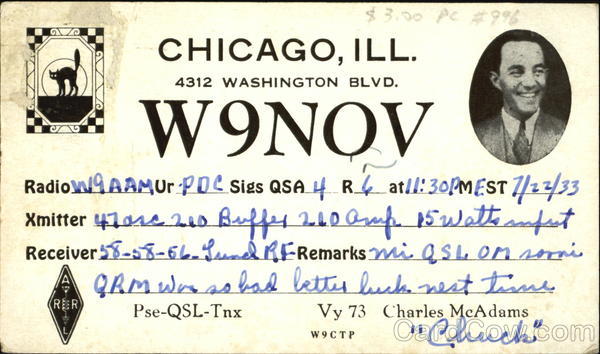 $3.00 PC #996
CHICAGO, ILL.
4312 WASHINGTON BLVD.
W9NOV
Radio W9AAM Ur PDC Sigs QSA 4 R 6 at 11:30 PM EST 7/22/33
Xmitter 47 osc 210 Buffer 210 Amp 15 Watts input
Receiver 58-58-56- Tuned RF Remarks mi QSL OM sorri
QRM was so bad better luck nest time
A R R L
Pse-QSL-Tnx Vy 73 Charles McAdams
W9CTP "Chuck"
CardCow.com